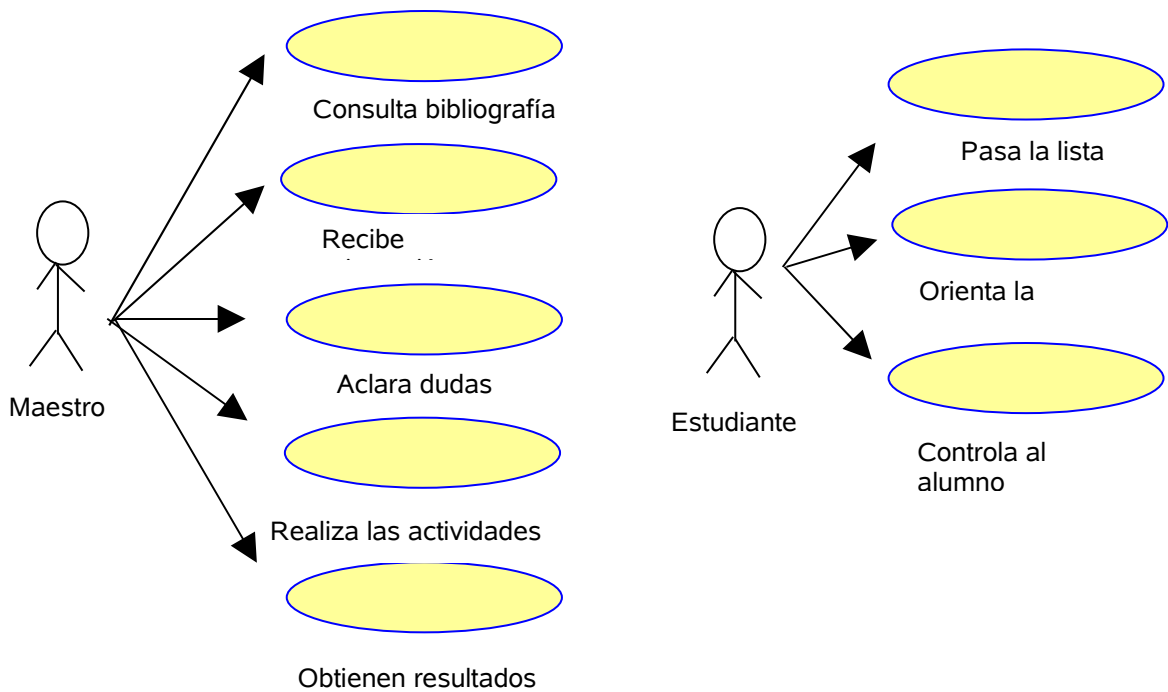 Consulta bibliografía
Recibe
Aclara dudas
Realiza las actividades
Obtienen resultados
Maestro
Pasa la lista
Orienta la
Controla al
alumno
Estudiante